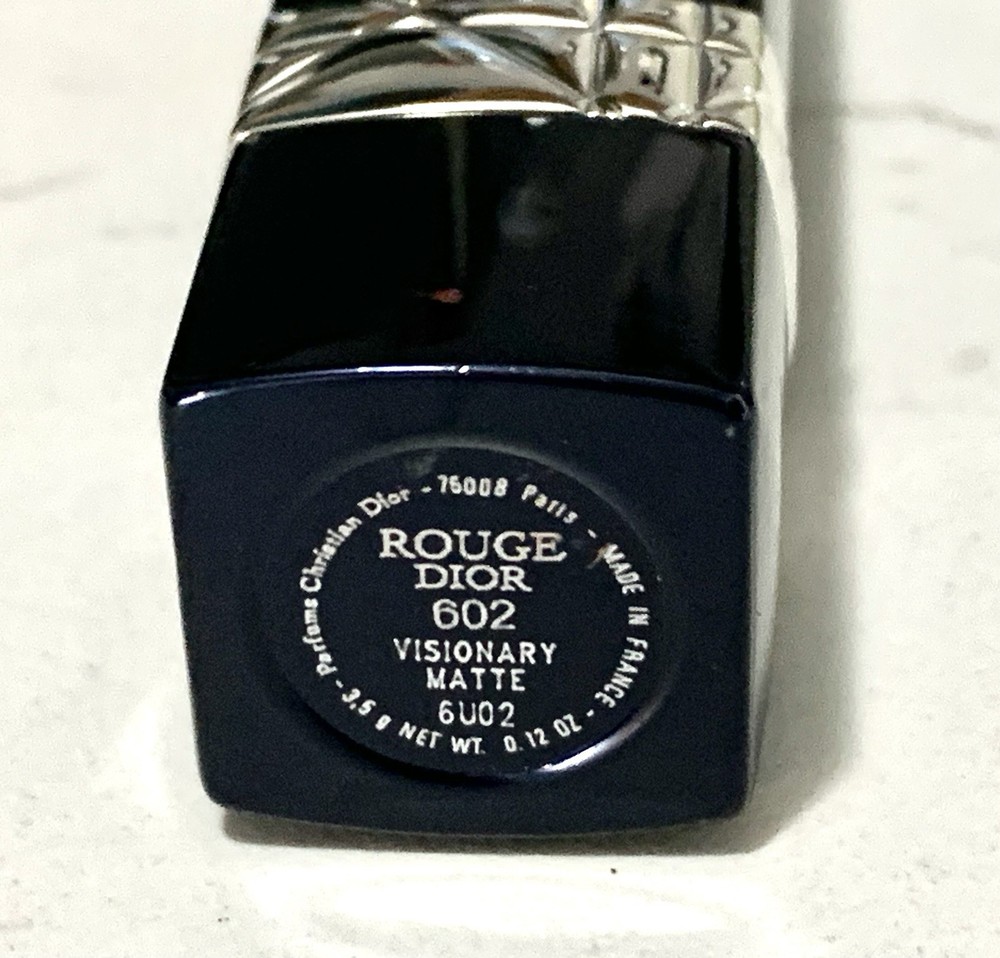 Parfums Christian Dior - 75008 Paris - MADE IN FRANCE - 3,5 g NET WT. 0.12 OZ -
ROUGE
DIOR
602
VISIONARY
MATTE
6U02